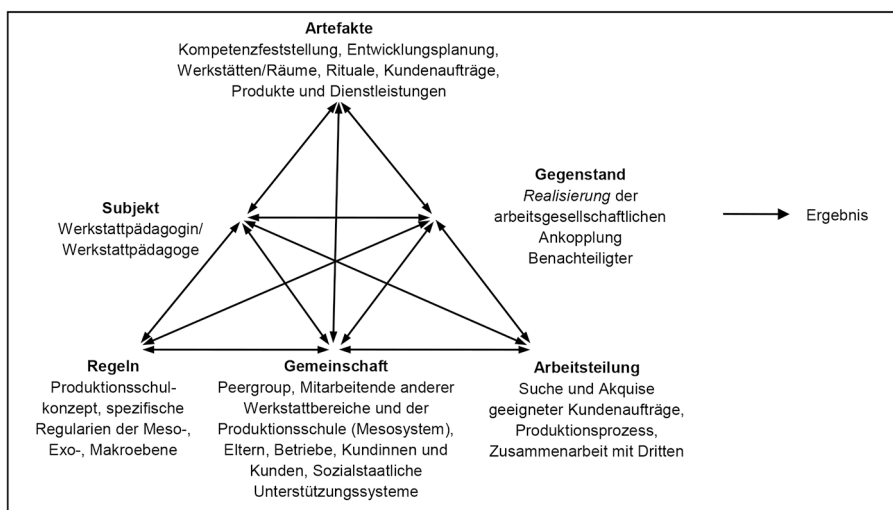 Artefakte
Kompetenzfeststellung, Entwicklungsplanung,
Werkstätten/Räume, Rituale, Kundenaufträge,
Produkte und Dienstleistungen
Subjekt
Werkstattpädagogin/
Werkstattpädagoge
Gegenstand
Realisierung der
arbeitsgesellschaftlichen
Ankopplung
Benachteiligter
Ergebnis
Regeln
Produktionsschul-
konzept, spezifische
Regularien der Meso-,
Exo-, Makroebene
Gemeinschaft
Peergroup, Mitarbeitende anderer
Werkstattbereiche und der
Produktionsschule (Mesosystem),
Eltern, Betriebe, Kundinnen und
Kunden, Sozialstaatliche
Unterstützungssysteme
Arbeitsteilung
Suche und Akquise
geeigneter Kundenaufträge,
Produktionsprozess,
Zusammenarbeit mit Dritten